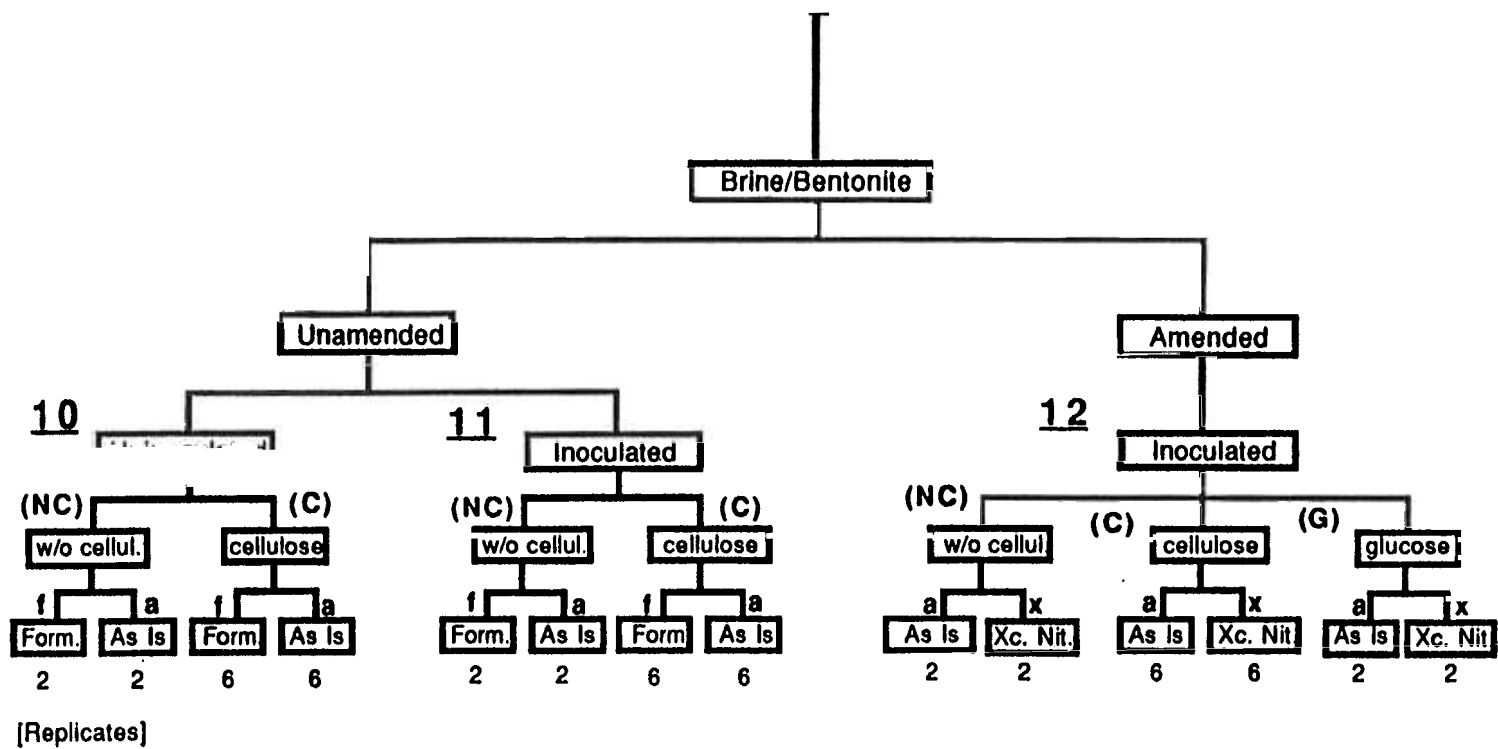 Brine/Bentonite
Unamended
Amended
10
11
12
Inoculated
Inoculated
(NC)
(C)
(NC)
(C)
(NC)
(C)
(G)
w/o cellul.
cellulose
w/o cellul.
cellulose
w/o cellul.
cellulose
glucose
f
a
f
a
f
a
f
a
a
x
a
x
a
x
Form.
As Is
Form.
As Is
Form.
As Is
Form
As Is
As Is
Xc. Nit.
As Is
Xc. Nit.
As Is
Xc. Nit
2
2
6
6
2
2
6
6
2
2
6
6
2
2
[Replicates]